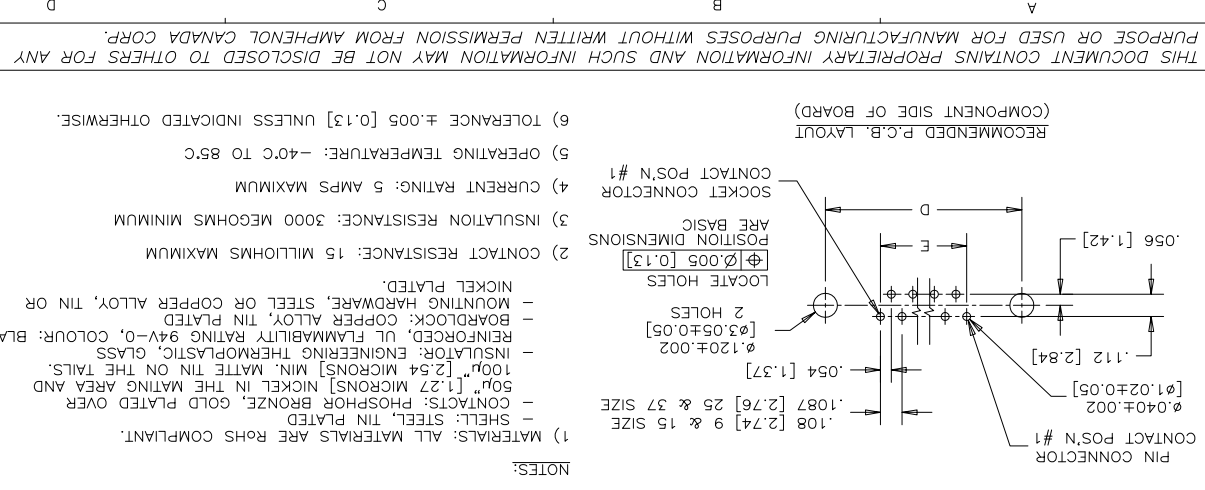 NOTES:
1) MATERIALS: ALL MATERIALS ARE RoHS COMPLIANT.
– SHELL: STEEL, TIN PLATED
– CONTACTS: PHOSPHOR BRONZE, GOLD PLATED OVER
50µ" [1.27 MICRONS] NICKEL IN THE MATING AREA AND
100µ" [2.54 MICRONS] MIN. MATTE TIN ON THE TAILS.
– INSULATOR: ENGINEERING THERMOPLASTIC, GLASS
REINFORCED, UL FLAMMABILITY RATING 94V–0, COLOUR:
– BOARDLOCK: COPPER ALLOY, TIN PLATED
– MOUNTING HARDWARE, STEEL OR COPPER ALLOY, TIN OR
NICKEL PLATED.
2) CONTACT RESISTANCE: 15 MILLIOHMS MAXIMUM
3) INSULATION RESISTANCE: 3000 MEGOHMS MINIMUM
4) CURRENT RATING: 5 AMPS MAXIMUM
5) OPERATING TEMPERATURE: –40°C TO 85°C
6) TOLERANCE ±.005 [0.13] UNLESS INDICATED OTHERWISE.
PIN CONNECTOR
CONTACT POS'N #1
ø.040±.002
[ø1.02±0.05]
.112 [2.84]
.056 [1.42]
.108 [2.74] 9 & 15 SIZE
.1087 [2.76] 25 & 37 SIZE
.054 [1.37]
ø.120±.002
[ø3.05±0.05]
2 HOLES
LOCATE HOLES
⌖ Ø.005 [0.13]
POSITION DIMENSIONS
ARE BASIC
E
D
SOCKET CONNECTOR
CONTACT POS'N #1
RECOMMENDED P.C.B. LAYOUT
(COMPONENT SIDE OF BOARD)
THIS DOCUMENT CONTAINS PROPRIETARY INFORMATION AND SUCH INFORMATION MAY NOT BE DISCLOSED TO OTHERS FOR ANY
PURPOSE OR USED FOR MANUFACTURING PURPOSES WITHOUT WRITTEN PERMISSION FROM AMPHENOL CANADA CORP.
A B C D